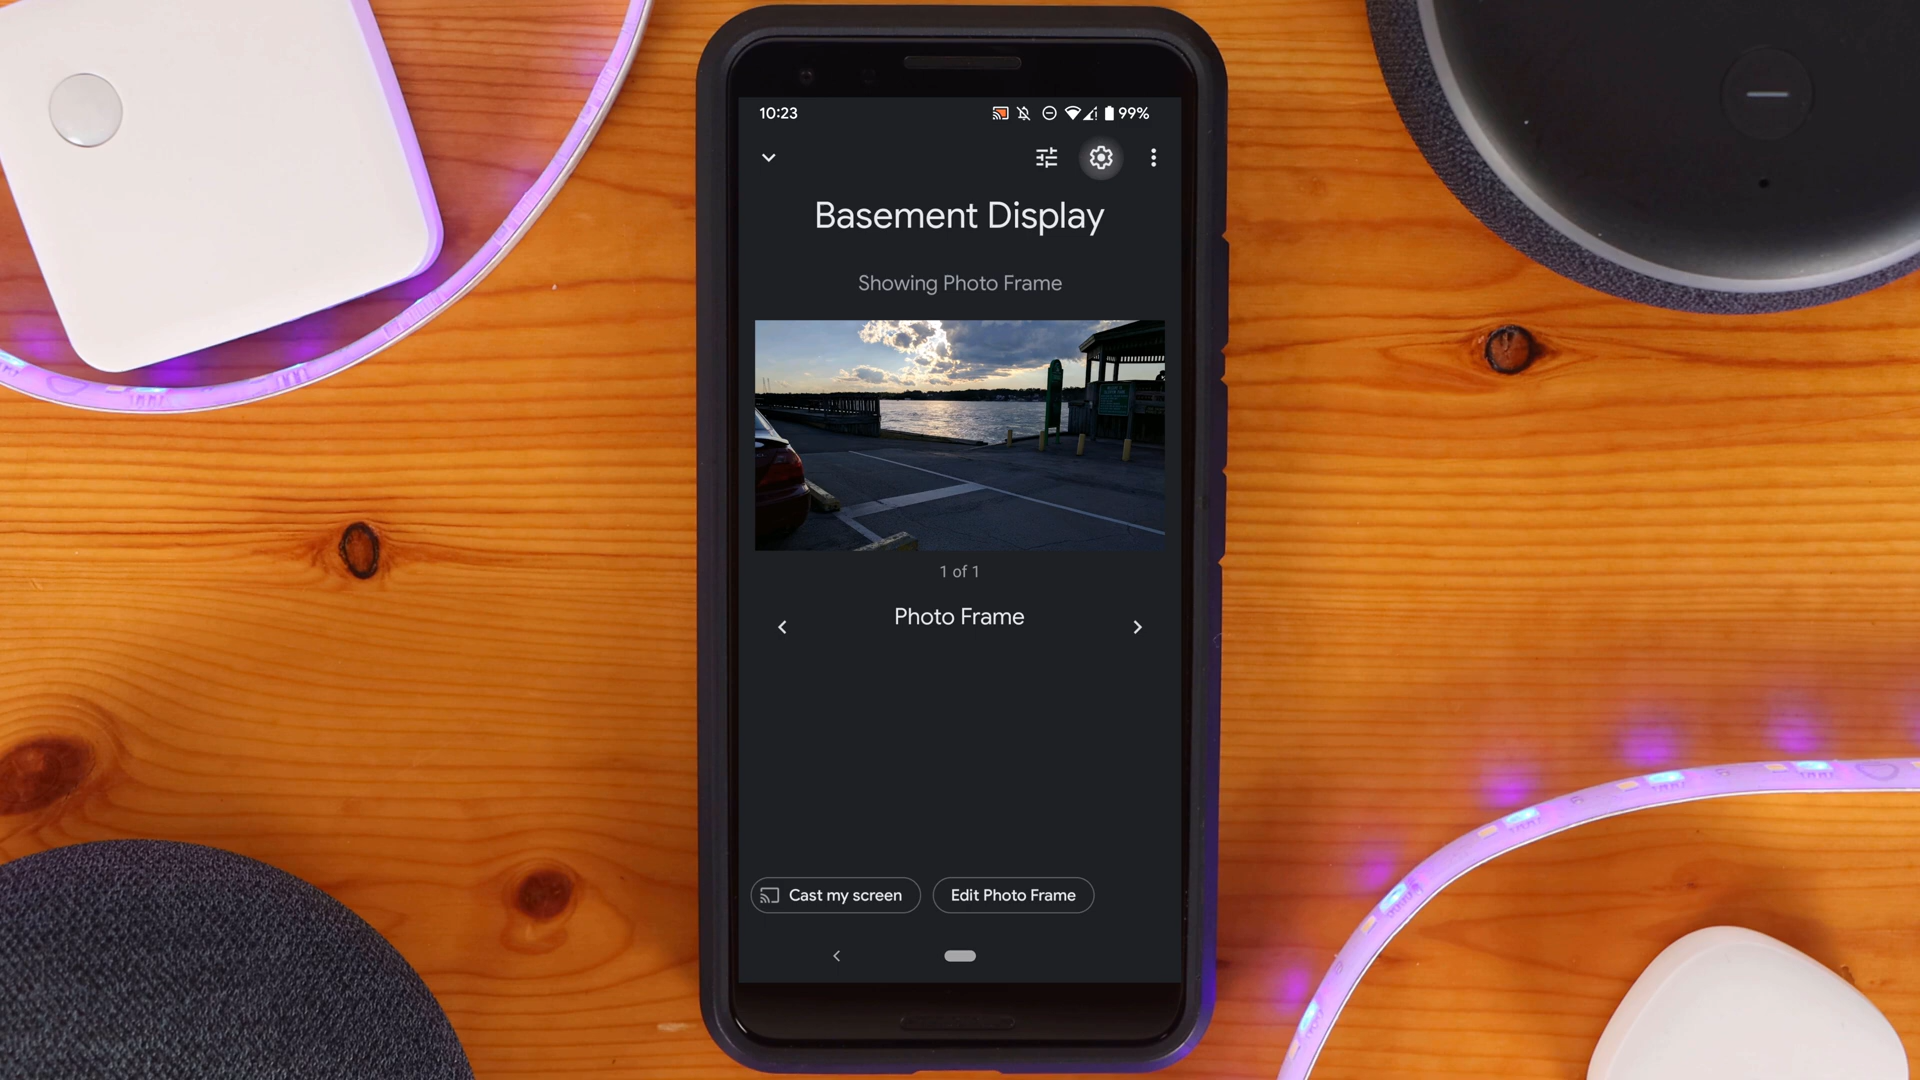 10:23
99%
Basement Display
Showing Photo Frame
1 of 1
Photo Frame
Cast my screen
Edit Photo Frame